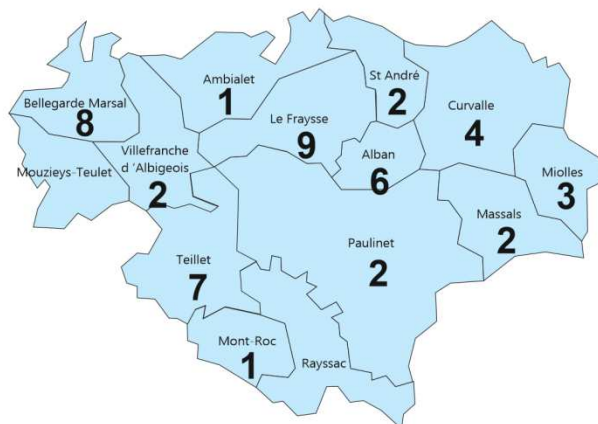 St André
2
Ambialet
1
Bellegarde Marsal
8
Curvalle
4
Le Fraysse
9
Villefranche
d 'Albigeois
2
Alban
6
Mouzieys-Teulet
Miolles
3
Massals
2
Paulinet
2
Teillet
7
Mont-Roc
1
Rayssac